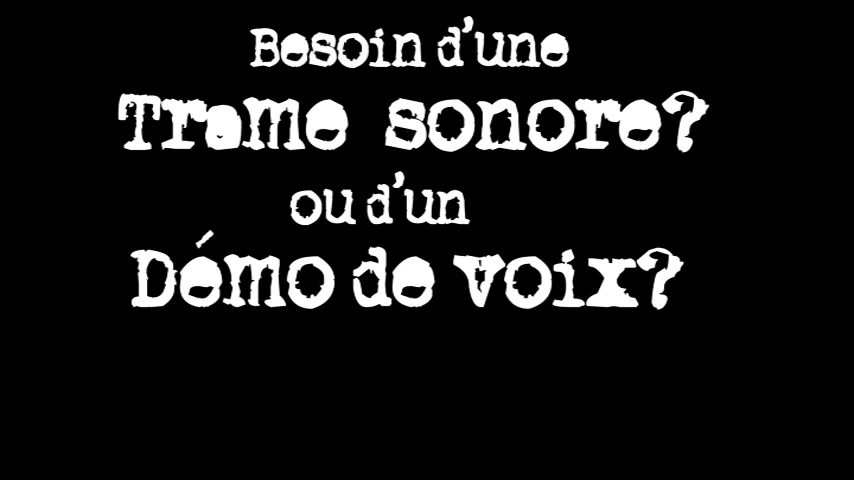 Besoin d'une
Trame sonore?
ou d'un
Démo de voix?